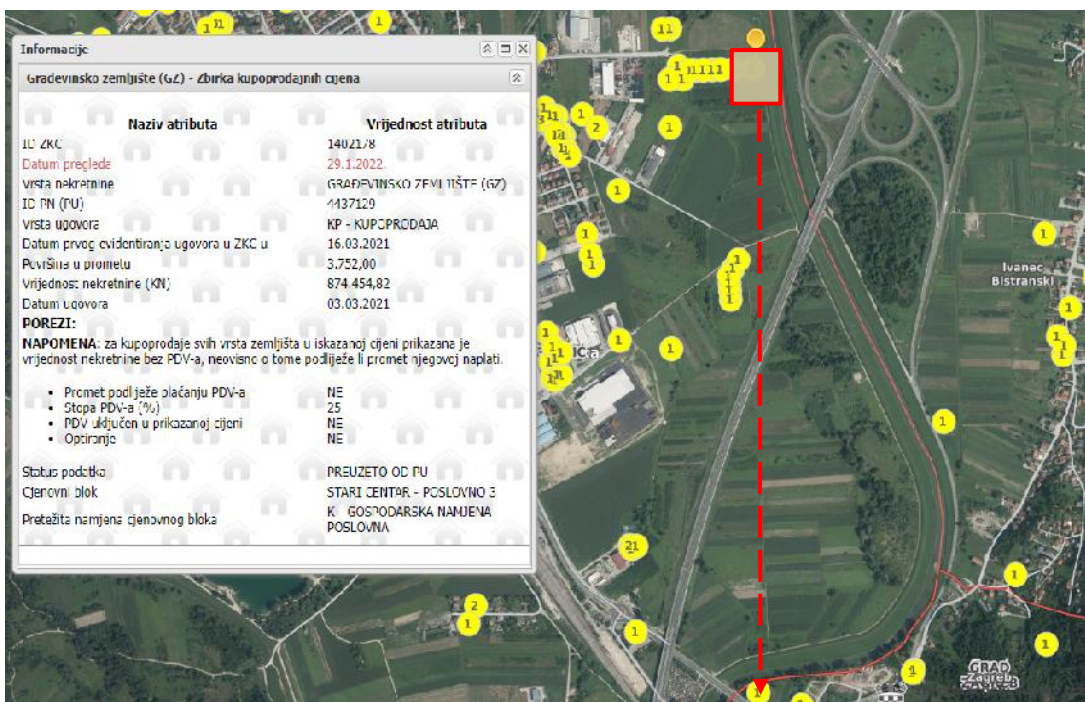 Informacije
Građevinsko zemljište (GZ) - Zbirka kupoprodajnih cijena
Naziv atributa Vrijednost atributa
ID ZKC 1402178
Datum pregleda 29.1.2022.
Vrsta nekretnine GRAĐEVINSKO ZEMLJIŠTE (GZ)
ID PN (PU) 4437129
Vrsta ugovora KP - KUPOPRODAJA
Datum prvog evidentiranja ugovora u ZKC u 16.03.2021
Površina u prometu 3.752,00
Vrijednost nekretnine (KN) 874.454,82
Datum ugovora 03.03.2021
POREZI:
NAPOMENA: za kupoprodaje svih vrsta zemljišta u iskazanoj cijeni prikazana je
vrijednost nekretnine bez PDV-a, neovisno o tome podliježe li promet njegovoj naplati.
• Promet podliježe plaćanju PDV-a NE
• Stopa PDV-a (%) 25
• PDV uključen u prikazanoj cijeni NE
• Optiranje NE
Status podatka PREUZETO OD PU
Cjenovni blok STARI CENTAR - POSLOVNO 3
Pretežita namjena cjenovnog bloka K - GOSPODARSKA NAMJENA
POSLOVNA
Ivanec
Bistranski
GRAD
Zagreb